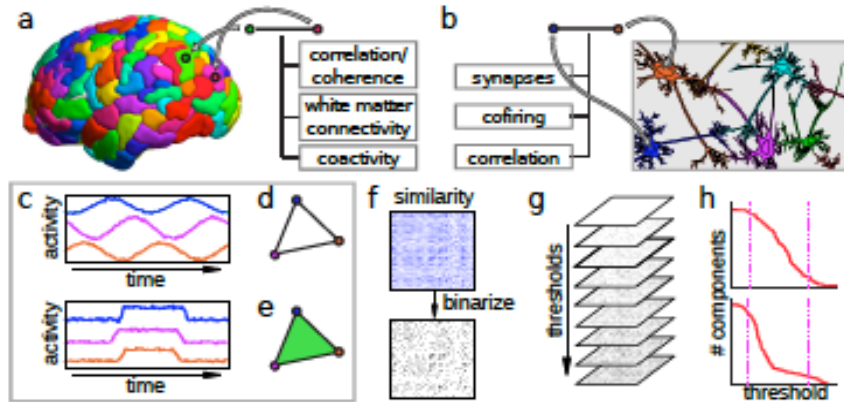 a
correlation/
coherence
white matter
connectivity
coactivity
b
synapses
cofiring
correlation
c
activity
time
activity
time
d
e
f
similarity
binarize
g
thresholds
h
# components
threshold